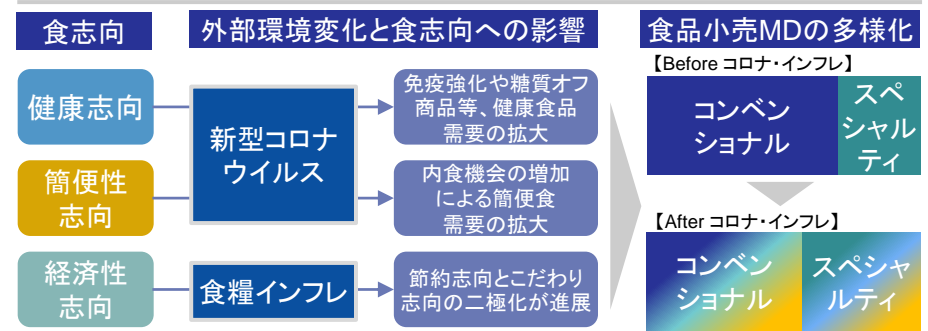 食志向
外部環境変化と食志向への影響
食品小売MDの多様化
健康志向
簡便性
志向
経済性
志向
新型コロナ
ウイルス
食糧インフレ
免疫強化や糖質オフ
商品等、健康食品
需要の拡大
内食機会の増加
による簡便食
需要の拡大
節約志向とこだわり
志向の二極化が進展
【Before コロナ・インフレ】
コンベン
ショナル
スペ
シャル
ティ
【After コロナ・インフレ】
コンベン
ショナル
スペシャ
ルティ